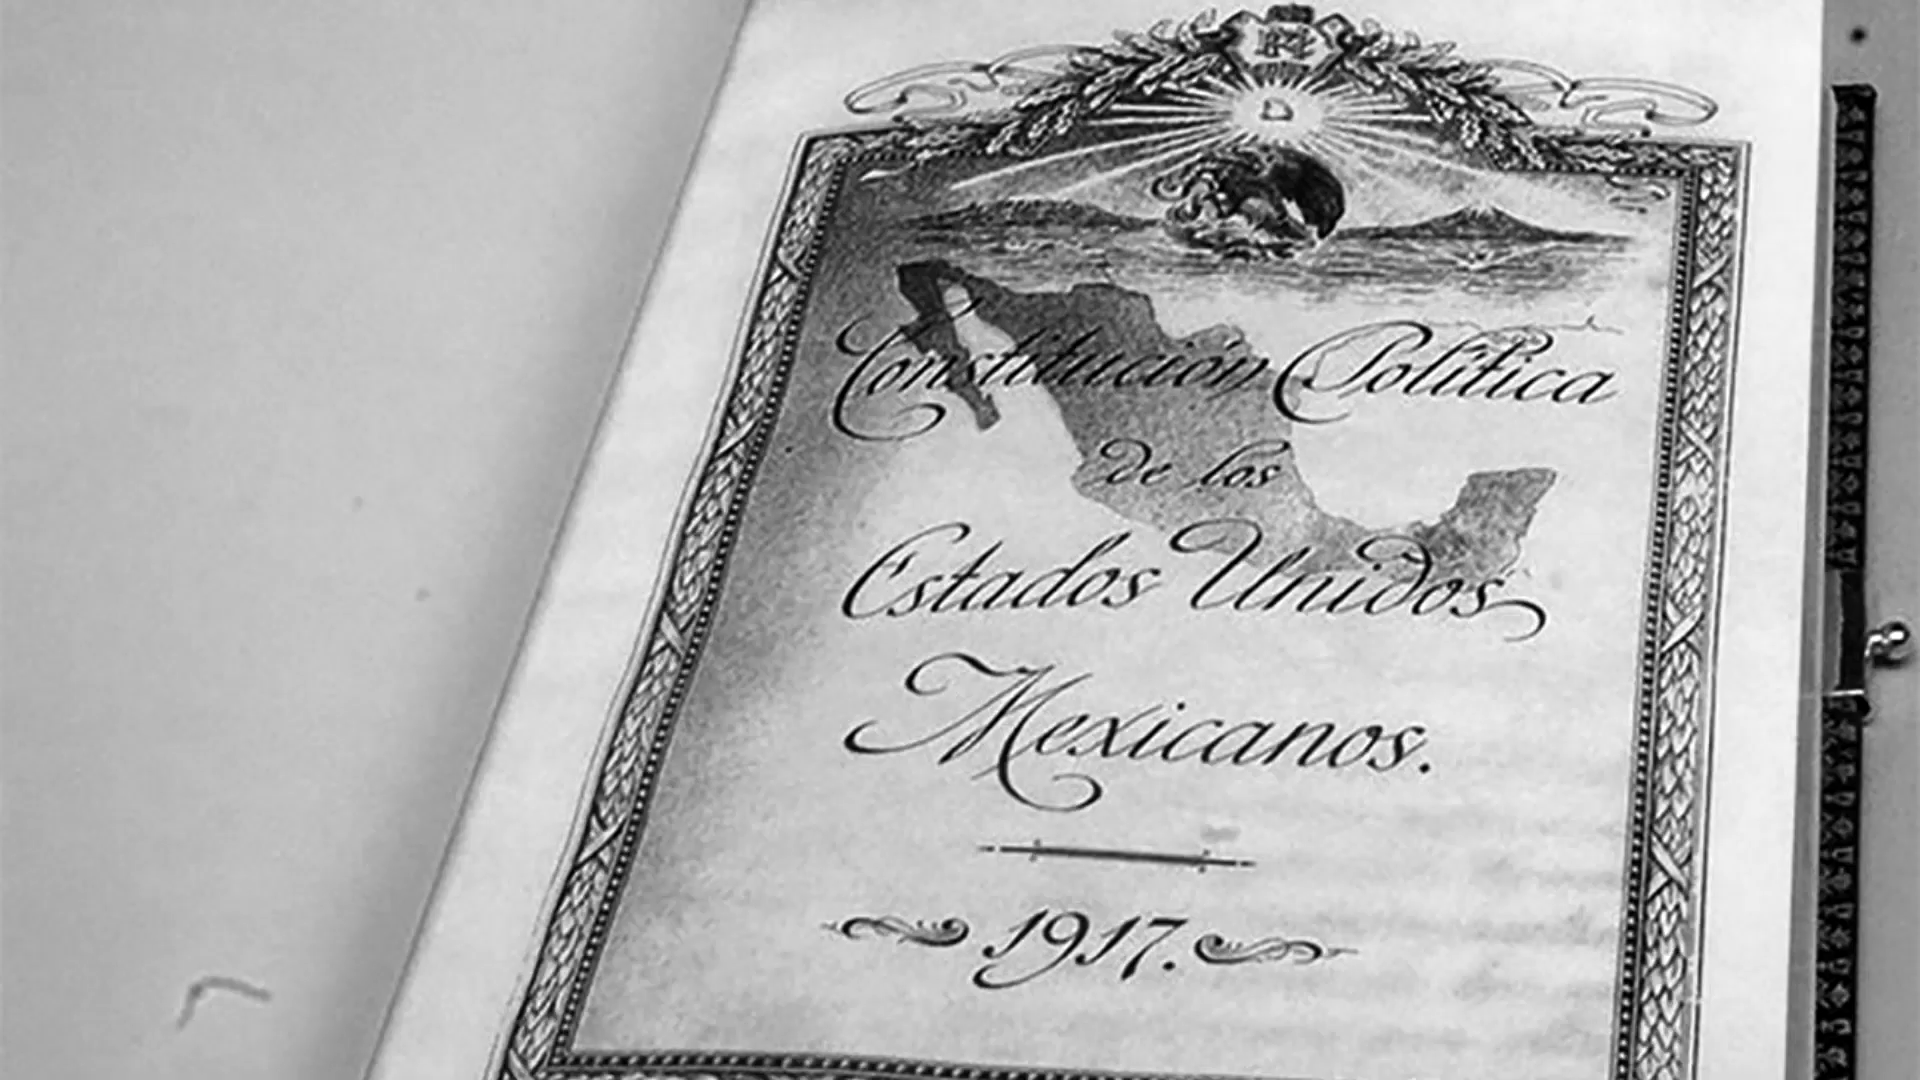 Constitución Política
de los
Estados Unidos
Mexicanos.
1917.